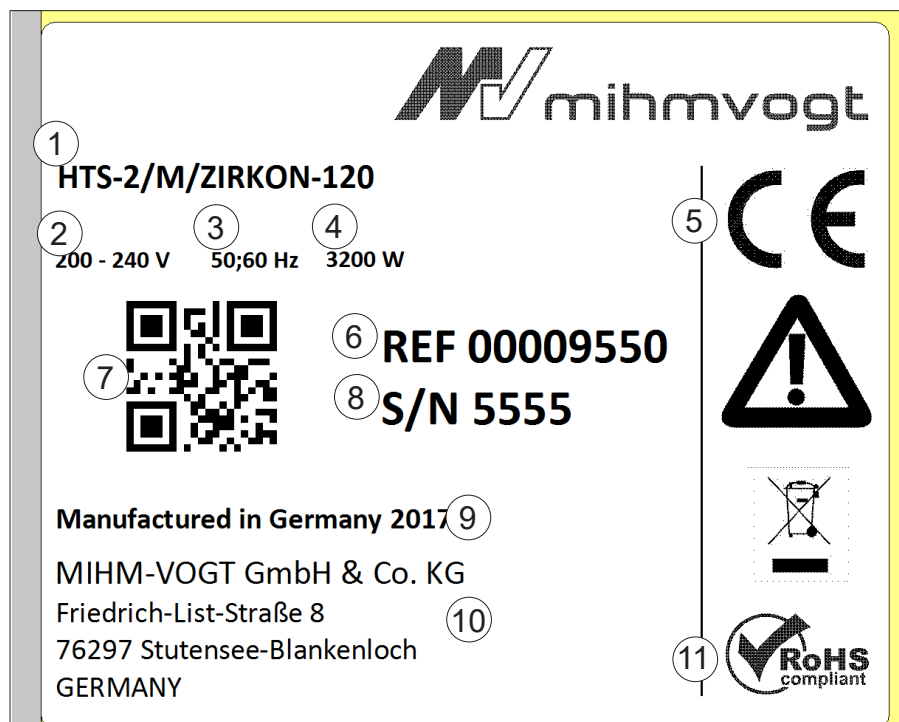 mihmvogt
1
HTS-2/M/ZIRKON-120
2 3 4
200 - 240 V 50;60 Hz 3200 W
5
CE
6 REF 00009550
7
8 S/N 5555
Manufactured in Germany 2017 9
MIHM-VOGT GmbH & Co. KG
Friedrich-List-Straße 8
10
76297 Stutensee-Blankenloch
GERMANY
11
RoHS
compliant